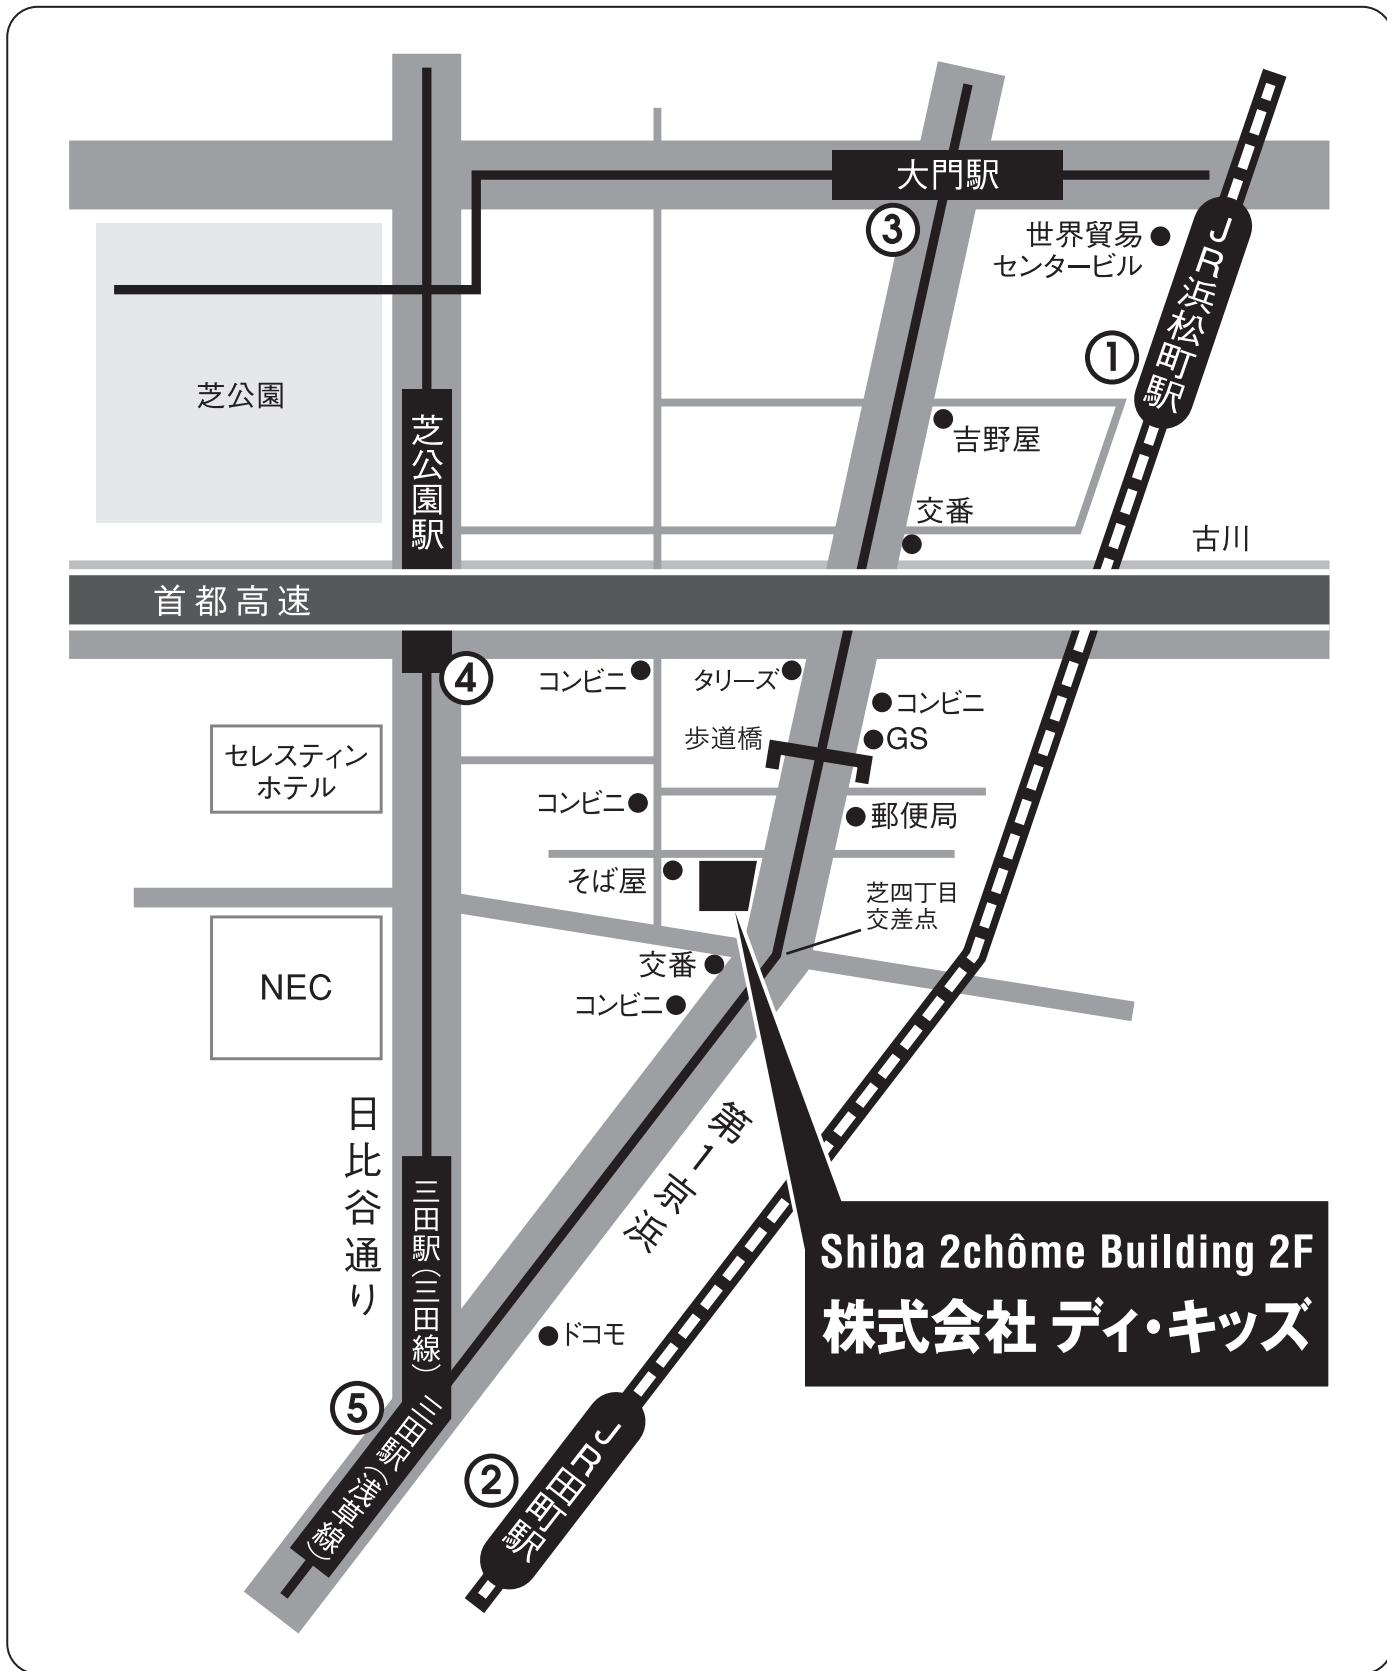 大門駅
③
世界貿易
センタービル
JR浜松町駅
①
芝公園
芝公園駅
吉野屋
交番
古川
首都高速
④
コンビニ
タリーズ
コンビニ
歩道橋
GS
セレスティン
ホテル
コンビニ
郵便局
そば屋
芝四丁目
交差点
交番
NEC
コンビニ
日比谷通り
第1京浜
三田駅(三田線)
Shiba 2chôme Building 2F
株式会社 ディ・キッズ
ドコモ
⑤
三田駅(浅草線)
②
JR田町駅